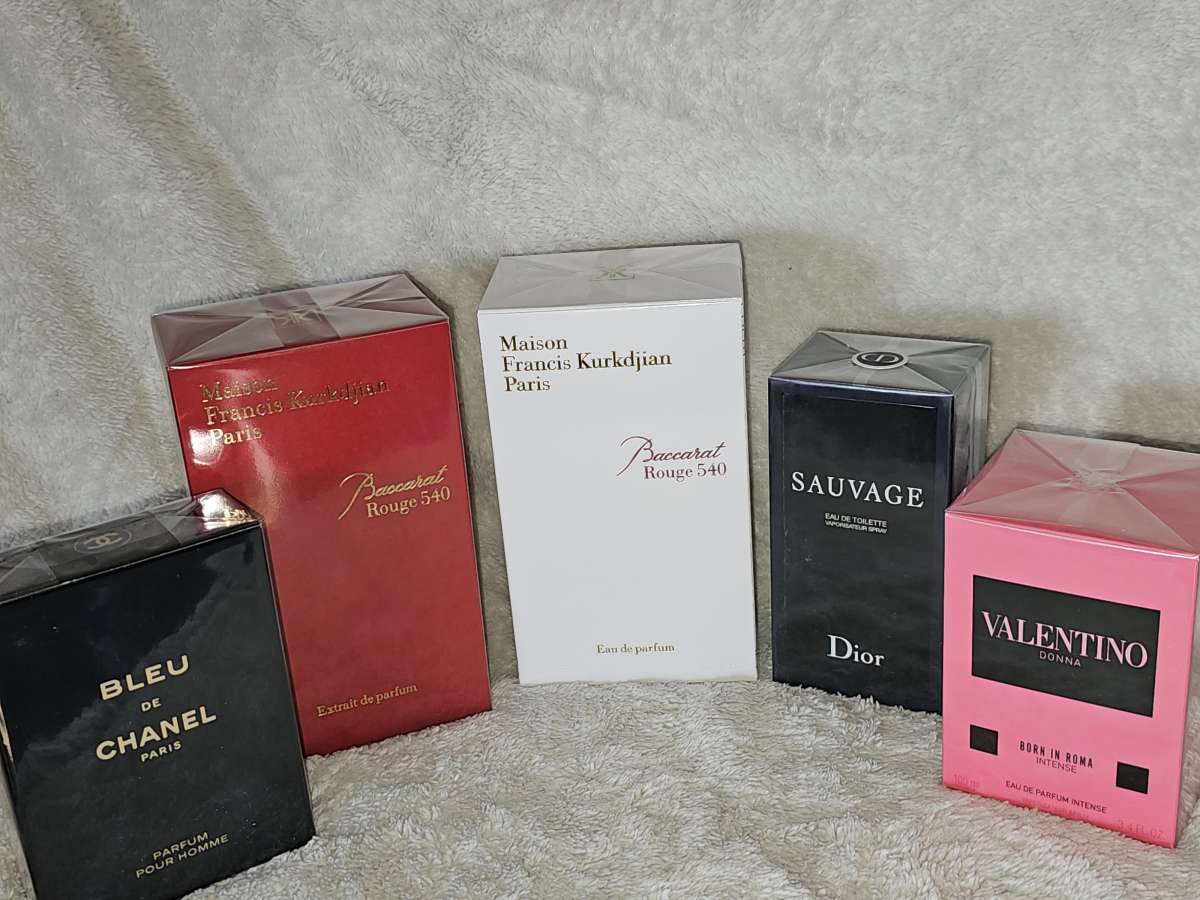 BLEU
DE
CHANEL
PARIS
PARFUM
POUR HOMME
Maison
Francis Kurkdjian
Paris
Baccarat
Rouge 540
Extrait de parfum
Maison
Francis Kurkdjian
Paris
Baccarat
Rouge 540
Eau de parfum
SAUVAGE
EAU DE TOILETTE
VAPORISATEUR SPRAY
Dior
VALENTINO
DONNA
BORN IN ROMA
INTENSE
EAU DE PARFUM INTENSE
100 ml
3.4 FL. OZ.